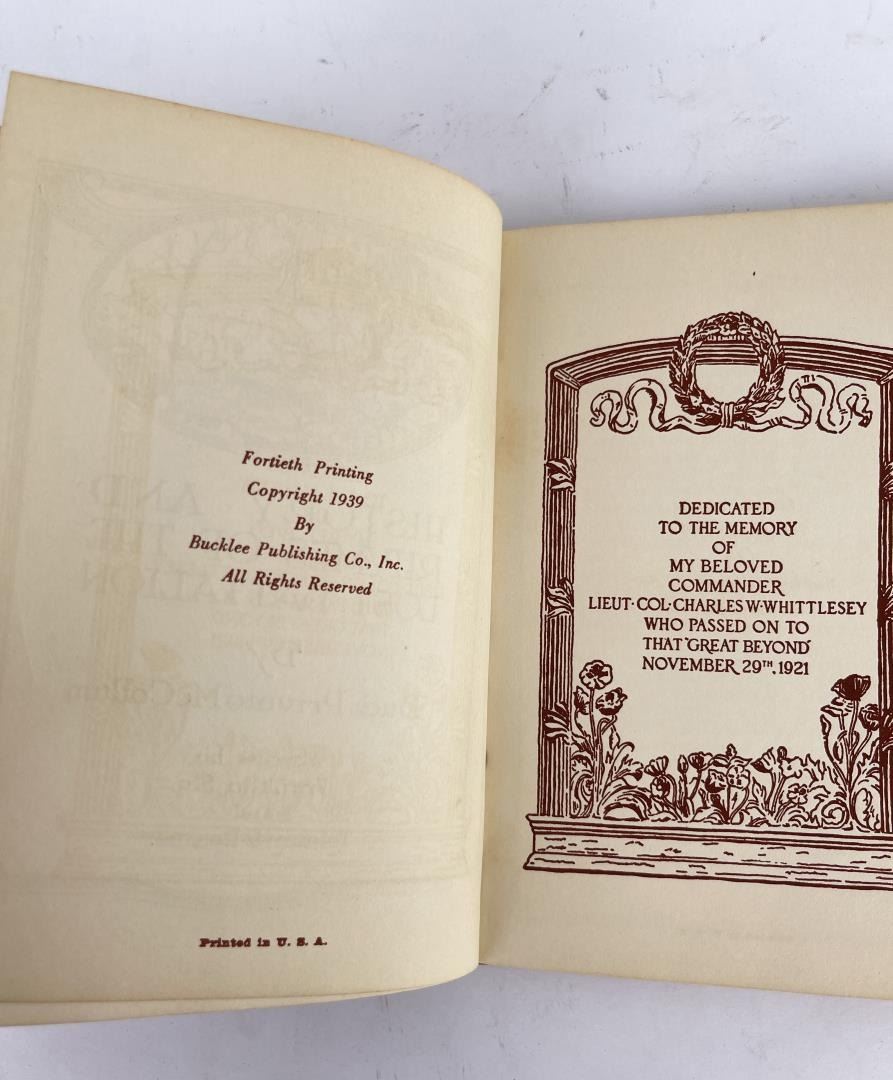 Fortieth Printing
Copyright 1939
By
Bucklee Publishing Co., Inc.
All Rights Reserved
Printed in U. S. A.
DEDICATED
TO THE MEMORY
OF
MY BELOVED
COMMANDER
LIEUT·COL·CHARLES W·WHITTLESEY
WHO PASSED ON TO
THAT "GREAT BEYOND"
NOVEMBER 29TH, 1921